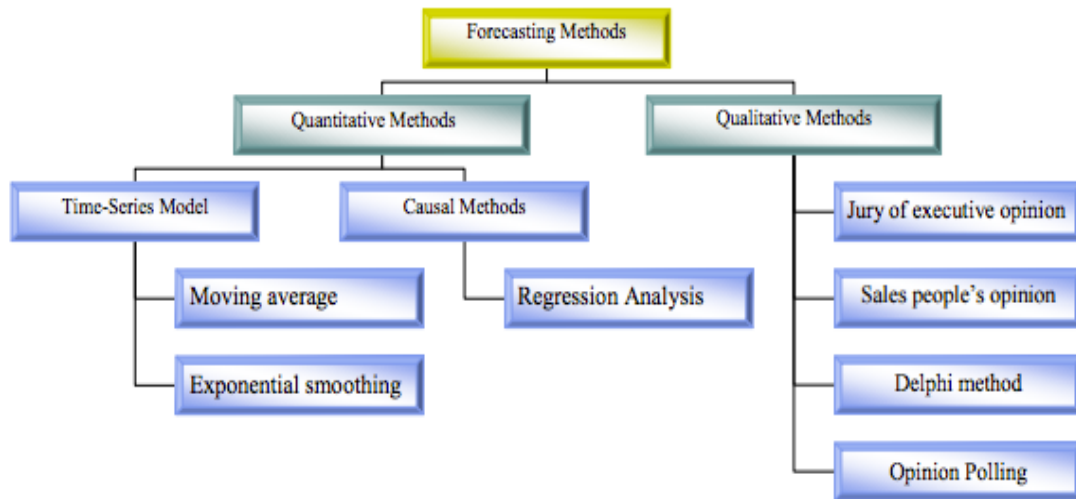 Forecasting Methods
Quantitative Methods
Qualitative Methods
Time-Series Model
Causal Methods
Jury of executive opinion
Moving average
Regression Analysis
Sales people's opinion
Exponential smoothing
Delphi method
Opinion Polling